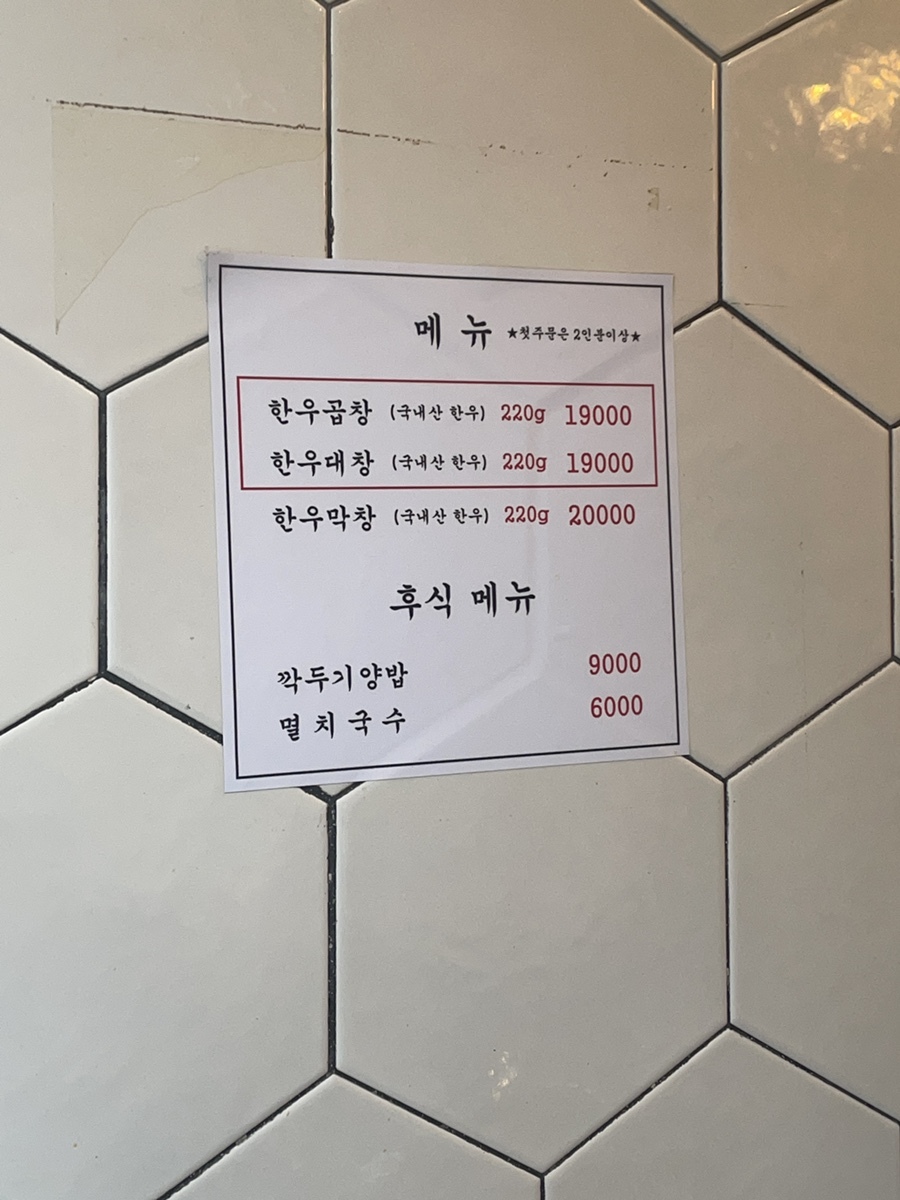 메 뉴 ★첫주문은 2인분이상★
한우곱창 (국내산 한우) 220g 19000
한우대창 (국내산 한우) 220g 19000
한우막창 (국내산 한우) 220g 20000
후식 메뉴
깍두기양밥 9000
멸치국수 6000